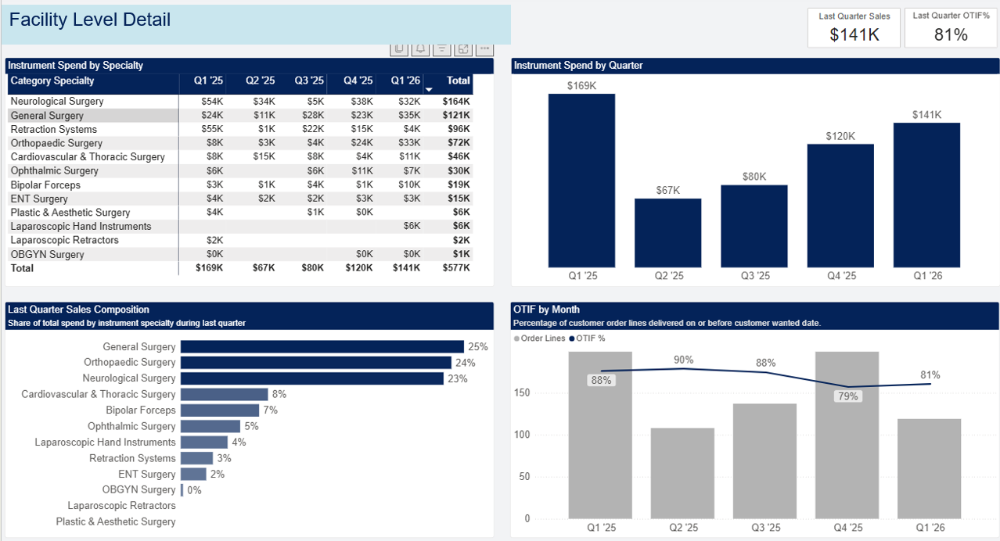 Facility Level Detail
Last Quarter Sales
$141K
Last Quarter OTIF%
81%
Instrument Spend by Specialty
Category Specialty Q1 '25 Q2 '25 Q3 '25 Q4 '25 Q1 '26 Total
Neurological Surgery $54K $34K $5K $38K $32K $164K
General Surgery $24K $11K $28K $23K $35K $121K
Retraction Systems $55K $1K $22K $15K $4K $96K
Orthopaedic Surgery $8K $3K $4K $24K $33K $72K
Cardiovascular & Thoracic Surgery $8K $15K $8K $4K $11K $46K
Ophthalmic Surgery $6K $6K $11K $7K $30K
Bipolar Forceps $3K $1K $4K $1K $10K $19K
ENT Surgery $4K $2K $2K $3K $3K $15K
Plastic & Aesthetic Surgery $4K $1K $0K $6K
Laparoscopic Hand Instruments $6K $6K
Laparoscopic Retractors $2K $2K
OBGYN Surgery $0K $0K $0K $1K
Total $169K $67K $80K $120K $141K $577K
Instrument Spend by Quarter
$169K
$67K
$80K
$120K
$141K
Q1 '25 Q2 '25 Q3 '25 Q4 '25 Q1 '26
Last Quarter Sales Composition
Share of total spend by instrument specialty during last quarter
General Surgery 25%
Orthopaedic Surgery 24%
Neurological Surgery 23%
Cardiovascular & Thoracic Surgery 8%
Bipolar Forceps 7%
Ophthalmic Surgery 5%
Laparoscopic Hand Instruments 4%
Retraction Systems 3%
ENT Surgery 2%
OBGYN Surgery 0%
Laparoscopic Retractors
Plastic & Aesthetic Surgery
OTIF by Month
Percentage of customer order lines delivered on or before customer wanted date.
Order Lines OTIF %
88%
90%
88%
79%
81%
150
100
50
0
Q1 '25 Q2 '25 Q3 '25 Q4 '25 Q1 '26